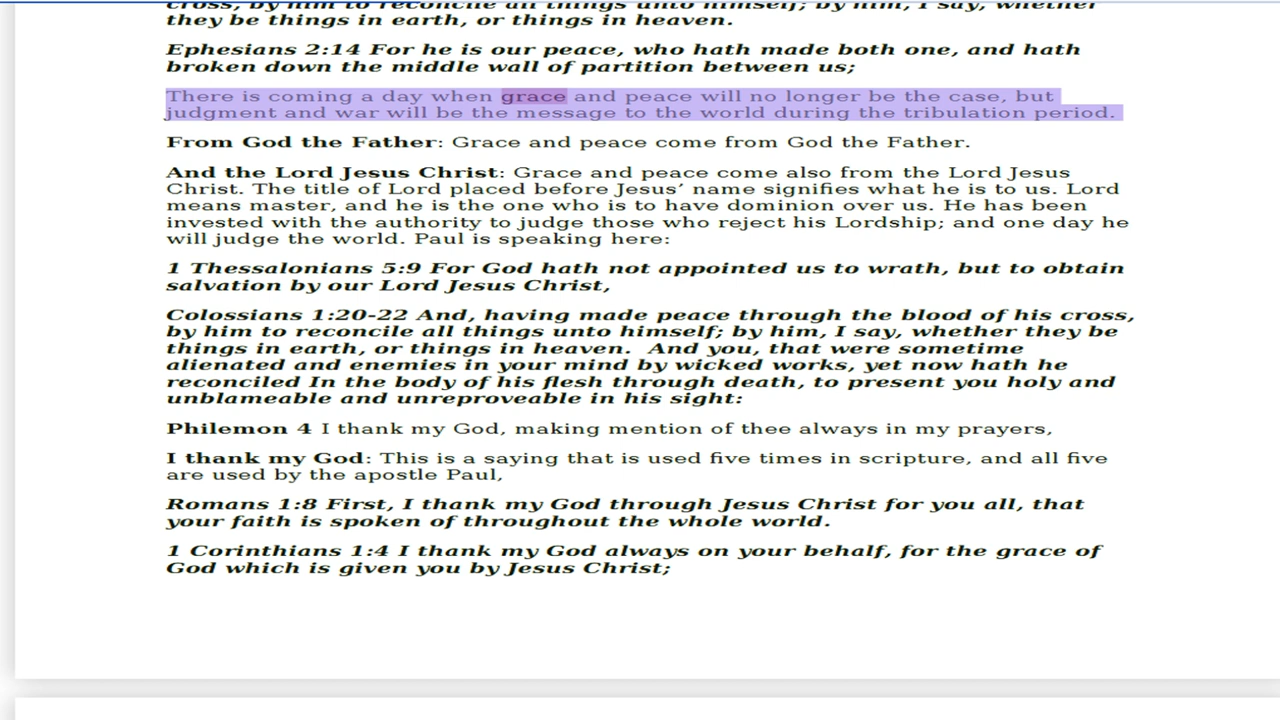 cross, by him to reconcile all things unto himself; by him, I say, whether
they be things in earth, or things in heaven.
Ephesians 2:14 For he is our peace, who hath made both one, and hath
broken down the middle wall of partition between us;
There is coming a day when grace and peace will no longer be the case, but
judgment and war will be the message to the world during the tribulation period.
From God the Father: Grace and peace come from God the Father.
And the Lord Jesus Christ: Grace and peace come also from the Lord Jesus
Christ. The title of Lord placed before Jesus’ name signifies what he is to us. Lord
means master, and he is the one who is to have dominion over us. He has been
invested with the authority to judge those who reject his Lordship; and one day he
will judge the world. Paul is speaking here:
1 Thessalonians 5:9 For God hath not appointed us to wrath, but to obtain
salvation by our Lord Jesus Christ,
Colossians 1:20-22 And, having made peace through the blood of his cross,
by him to reconcile all things unto himself; by him, I say, whether they be
things in earth, or things in heaven. And you, that were sometime
alienated and enemies in your mind by wicked works, yet now hath he
reconciled In the body of his flesh through death, to present you holy and
unblameable and unreproveable in his sight:
Philemon 4 I thank my God, making mention of thee always in my prayers,
I thank my God: This is a saying that is used five times in scripture, and all five
are used by the apostle Paul,
Romans 1:8 First, I thank my God through Jesus Christ for you all, that
your faith is spoken of throughout the whole world.
1 Corinthians 1:4 I thank my God always on your behalf, for the grace of
God which is given you by Jesus Christ;